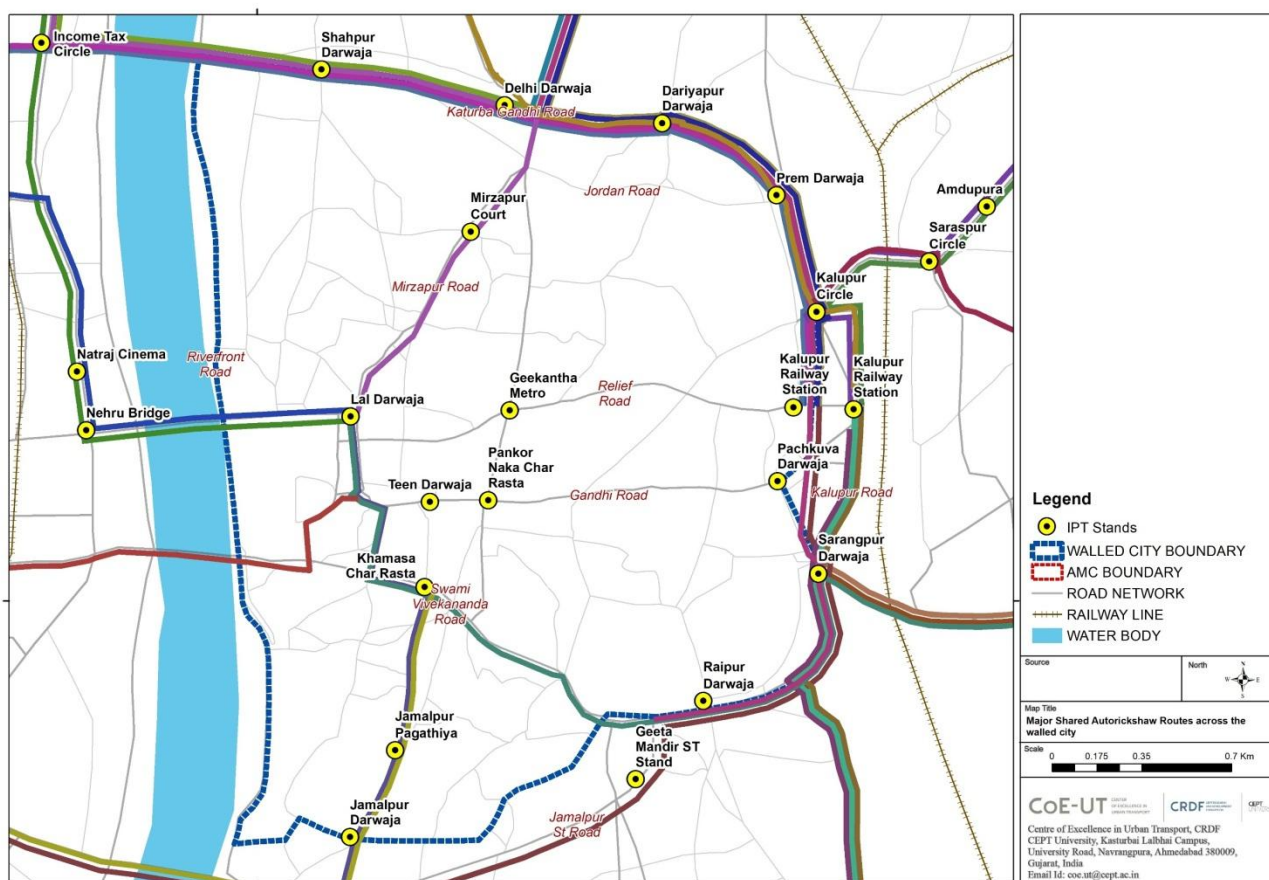 Income Tax
Circle
Shahpur
Darwaja
Delhi Darwaja
Katurba Gandhi Road
Dariyapur
Darwaja
Prem Darwaja
Jordan Road
Amdupura
Mirzapur
Court
Saraspur
Circle
Mirzapur Road
Kalupur
Circle
Natraj Cinema
Riverfront
Road
Nehru Bridge
Lal Darwaja
Geekantha
Metro
Relief
Road
Kalupur
Railway
Station
Kalupur
Railway
Station
Pankor
Naka Char
Rasta
Teen Darwaja
Gandhi Road
Pachkuva
Darwaja
Kalupur Road
Khamasa
Char Rasta
Swami
Vivekananda
Road
Sarangpur
Darwaja
Raipur
Darwaja
Jamalpur
Pagathiya
Geeta
Mandir ST
Stand
Jamalpur
Darwaja
Jamalpur
St Road
Legend
IPT Stands
WALLED CITY BOUNDARY
AMC BOUNDARY
ROAD NETWORK
RAILWAY LINE
WATER BODY
Source
North
N
W
E
S
Map Title
Major Shared Autorickshaw Routes across the
walled city
Scale
0 0.175 0.35 0.7 Km
CoE-UT
CENTER
OF EXCELLENCE IN
URBAN TRANSPORT
CRDF
CEPT
Centre of Excellence in Urban Transport, CRDF
CEPT University, Kasturbai Lalbhai Campus,
University Road, Navrangpura, Ahmedabad 380009,
Gujarat, India
Email Id: coe.ut@cept.ac.in